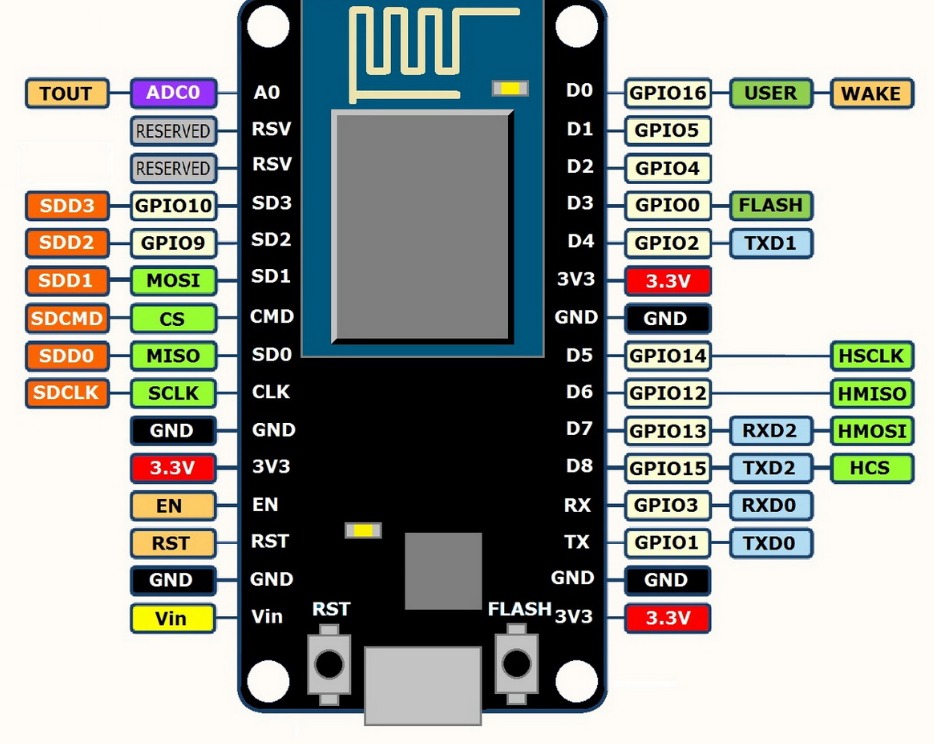 TOUT ADC0 A0 D0 GPIO16 USER WAKE
RESERVED RSV D1 GPIO5
RESERVED RSV D2 GPIO4
SDD3 GPIO10 SD3 D3 GPIO0 FLASH
SDD2 GPIO9 SD2 D4 GPIO2 TXD1
SDD1 MOSI SD1 3V3 3.3V
SDCMD CS CMD GND GND
SDD0 MISO SD0 D5 GPIO14 HSCLK
SDCLK SCLK CLK D6 GPIO12 HMISO
GND GND D7 GPIO13 RXD2 HMOSI
3.3V 3V3 D8 GPIO15 TXD2 HCS
EN EN RX GPIO3 RXD0
RST RST TX GPIO1 TXD0
GND GND GND GND
Vin Vin RST FLASH 3V3 3.3V